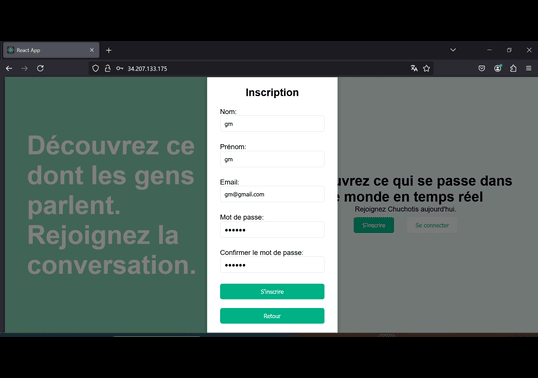 React App
34.207.133.175
Découvrez ce
dont les gens
parlent.
Rejoignez la
conversation.
Inscription
Nom:
gm
Prénom:
gm
Email:
gm@gmail.com
Mot de passe:
Confirmer le mot de passe:
S'inscrire
Retour
uvrez ce qui se passe dans
monde en temps réel
Rejoignez Chuchotis aujourd'hui.
S'inscrire
Se connecter